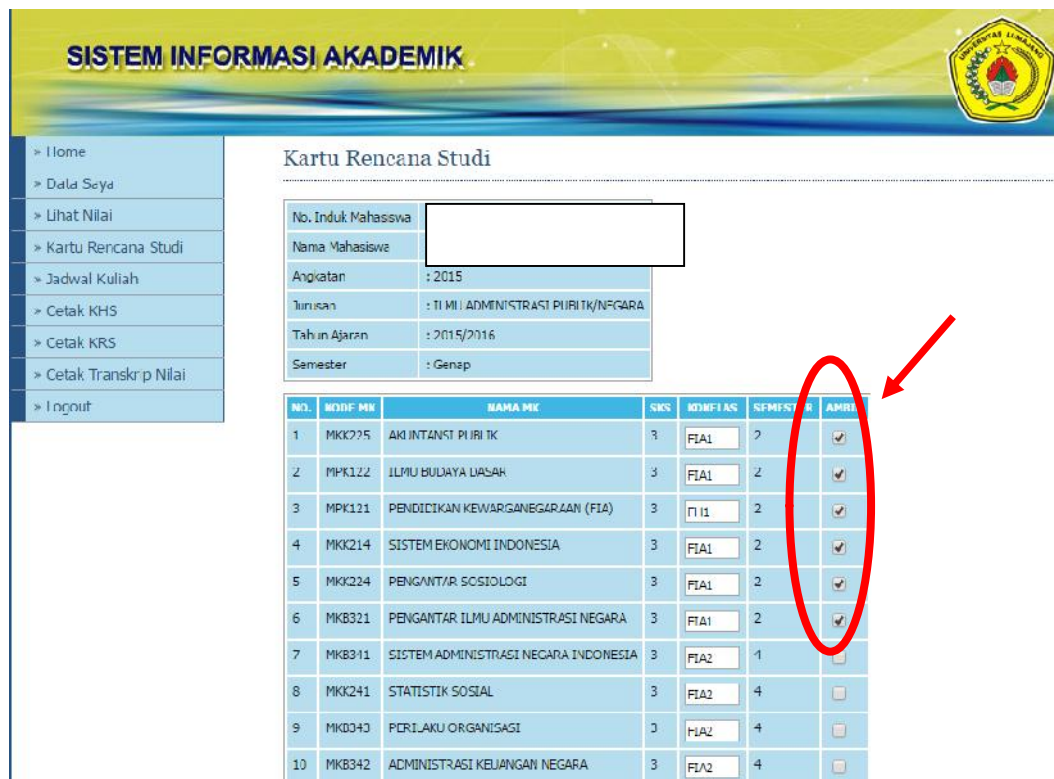 SISTEM INFORMASI AKADEMIK
UNIVERSITAS LUMAJANG
» Home
» Data Saya
» Lihat Nilai
» Kartu Rencana Studi
» Jadwal Kuliah
» Cetak KHS
» Cetak KRS
» Cetak Transkrip Nilai
» Logout
Kartu Rencana Studi
No. Induk Mahasiswa
Nama Mahasiswa
Angkatan : 2015
Jurusan : ILMU ADMINISTRASI PUBLIK/NEGARA
Tahun Ajaran : 2015/2016
Semester : Genap
NO. KODE MK NAMA MK SKS KDKELAS SEMESTER AMBIL
1 MKK225 AKUNTANSI PUBLIK 3 FIA1 2
2 MPK122 ILMU BUDAYA DASAR 3 FIA1 2
3 MPK121 PENDIDIKAN KEWARGANEGARAAN (FIA) 3 2
4 MKK214 SISTEM EKONOMI INDONESIA 3 FIA1 2
5 MKK224 PENGANTAR SOSIOLOGI 3 FIA1 2
6 MKB321 PENGANTAR ILMU ADMINISTRASI NEGARA 3 FIA1 2
7 MKB341 SISTEM ADMINISTRASI NEGARA INDONESIA 3 FIA2 4
8 MKK241 STATISTIK SOSIAL 3 FIA2 4
9 MKB343 PERILAKU ORGANISASI 3 FIA2 4
10 MKB342 ADMINISTRASI KEUANGAN NEGARA 3 FIA2 4